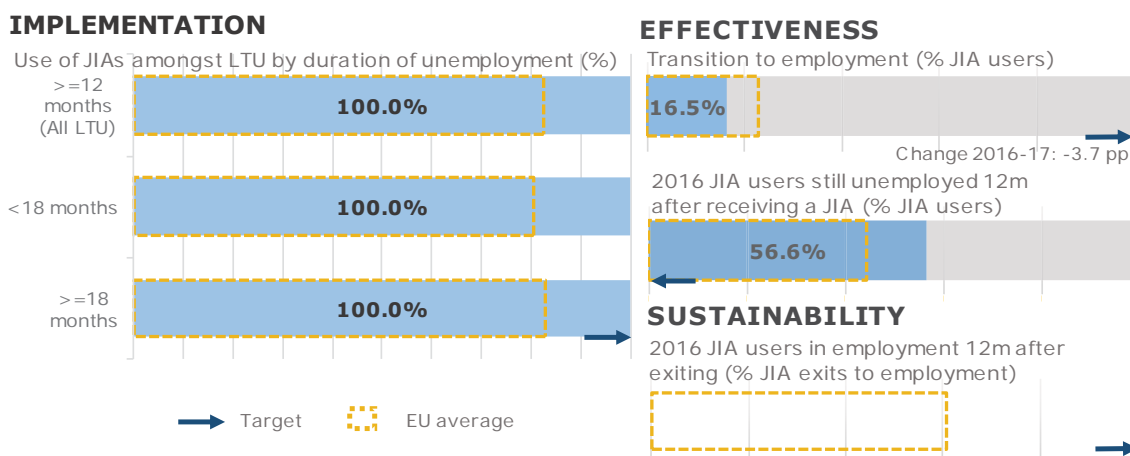 IMPLEMENTATION
Use of JIAs amongst LTU by duration of unemployment (%)
>=12
months
(All LTU)
100.0%
<18 months
100.0%
>=18
months
100.0%
Target
EU average
EFFECTIVENESS
Transition to employment (% JIA users)
16.5%
Change 2016-17: -3.7 pp
2016 JIA users still unemployed 12m
after receiving a JIA (% JIA users)
56.6%
SUSTAINABILITY
2016 JIA users in employment 12m after
exiting (% JIA exits to employment)